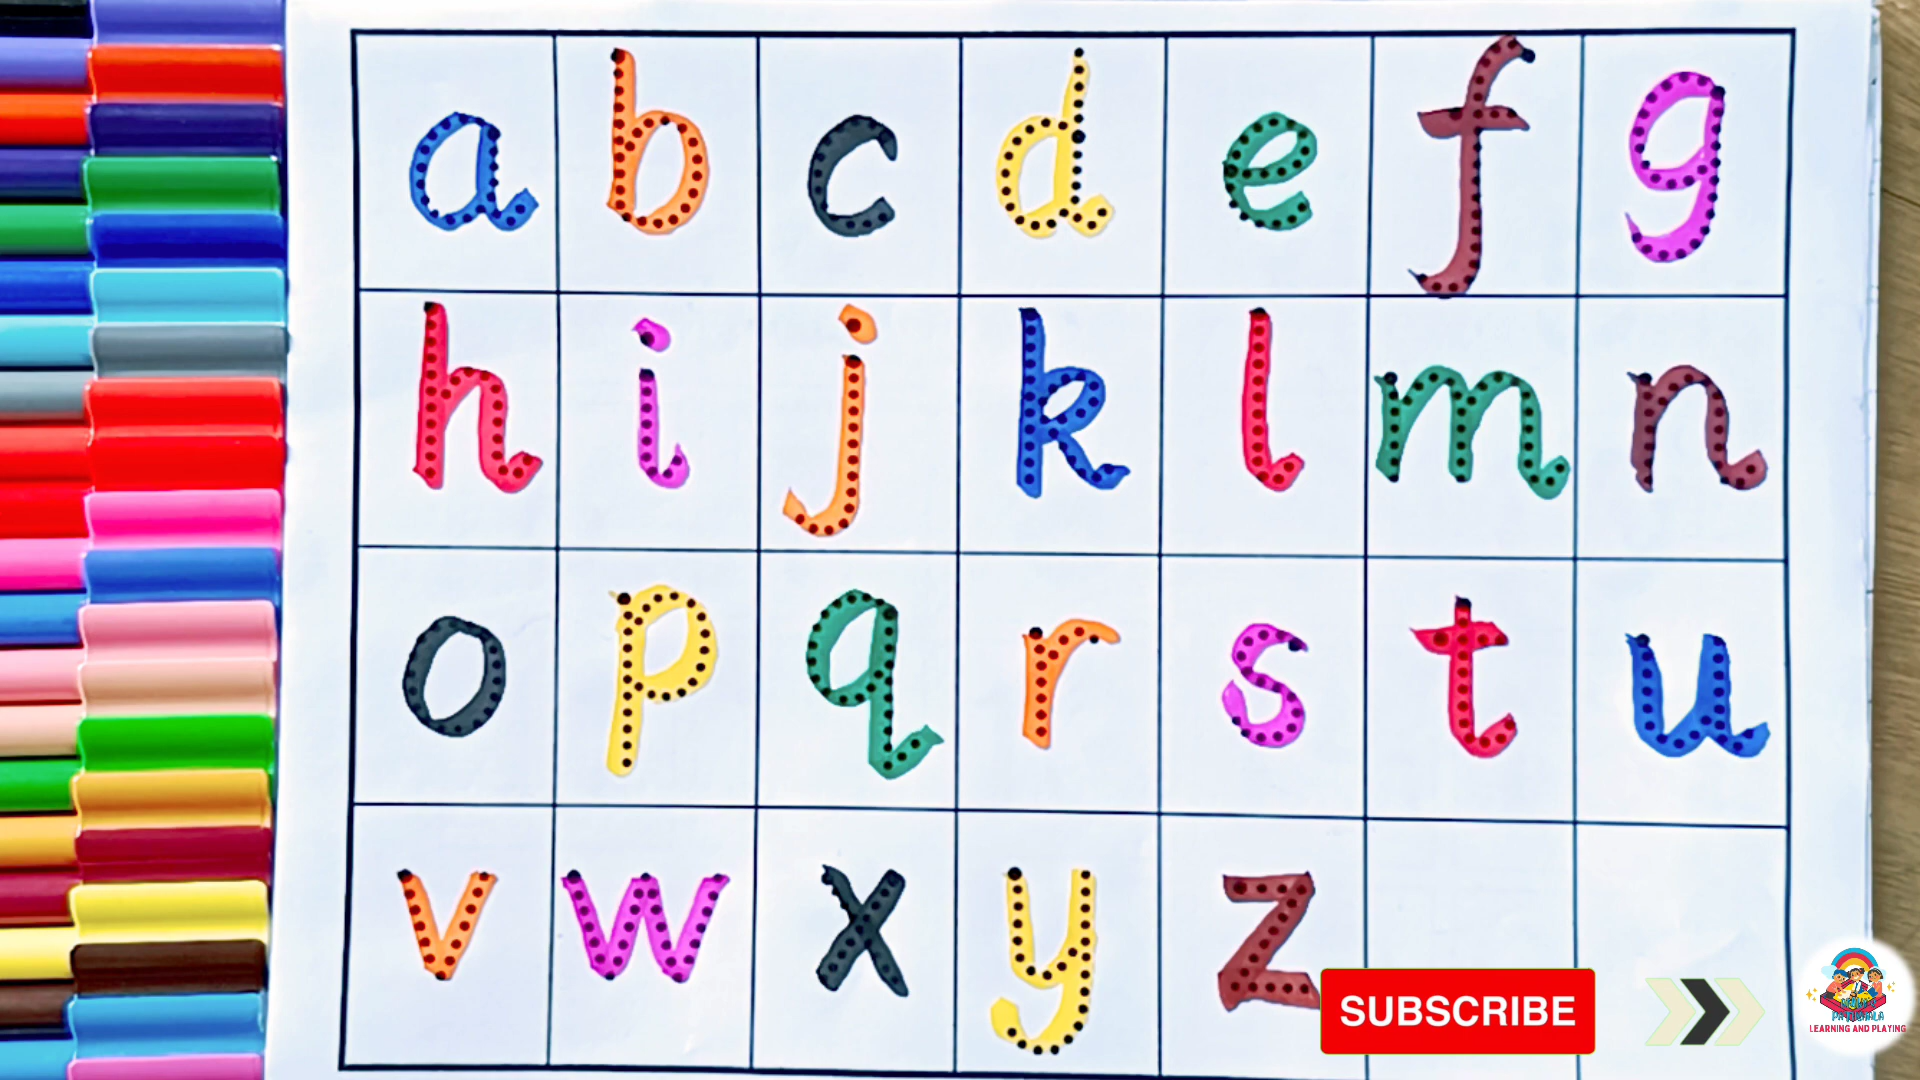 a b c d e f g
h i j k l m n
o p q r s t u
v w x y z
SUBSCRIBE
LEARNING AND PLAYING